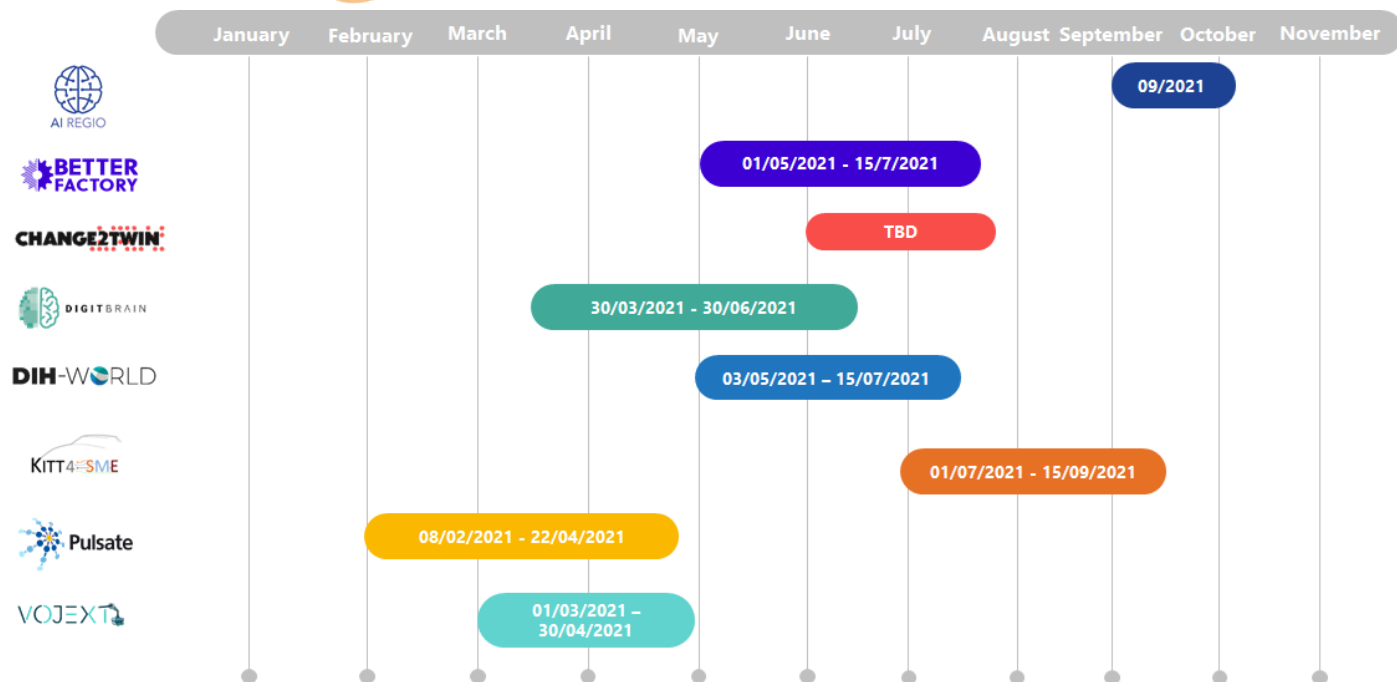 January February March April May June July August September October November
AI REGIO
09/2021
BETTER
FACTORY
01/05/2021 - 15/7/2021
CHANGE2TWIN
TBD
DIGITBRAIN
30/03/2021 - 30/06/2021
DIH-WORLD
03/05/2021 – 15/07/2021
KITT4SME
01/07/2021 - 15/09/2021
Pulsate
08/02/2021 - 22/04/2021
VOJEXT
01/03/2021 –
30/04/2021